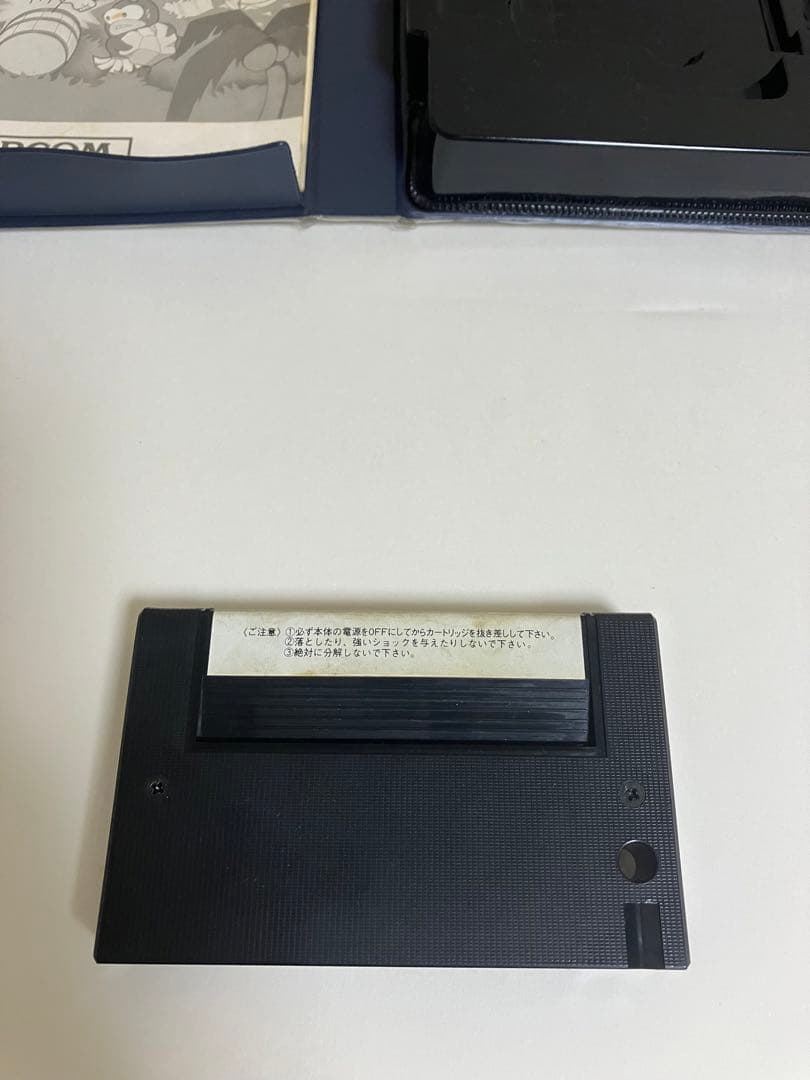 〈ご注意〉①必ず本体の電源をOFFにしてからカートリッジを抜き差しして下さい。
②落としたり、強いショックを与えたりしないで下さい。
③絶対に分解しないで下さい。